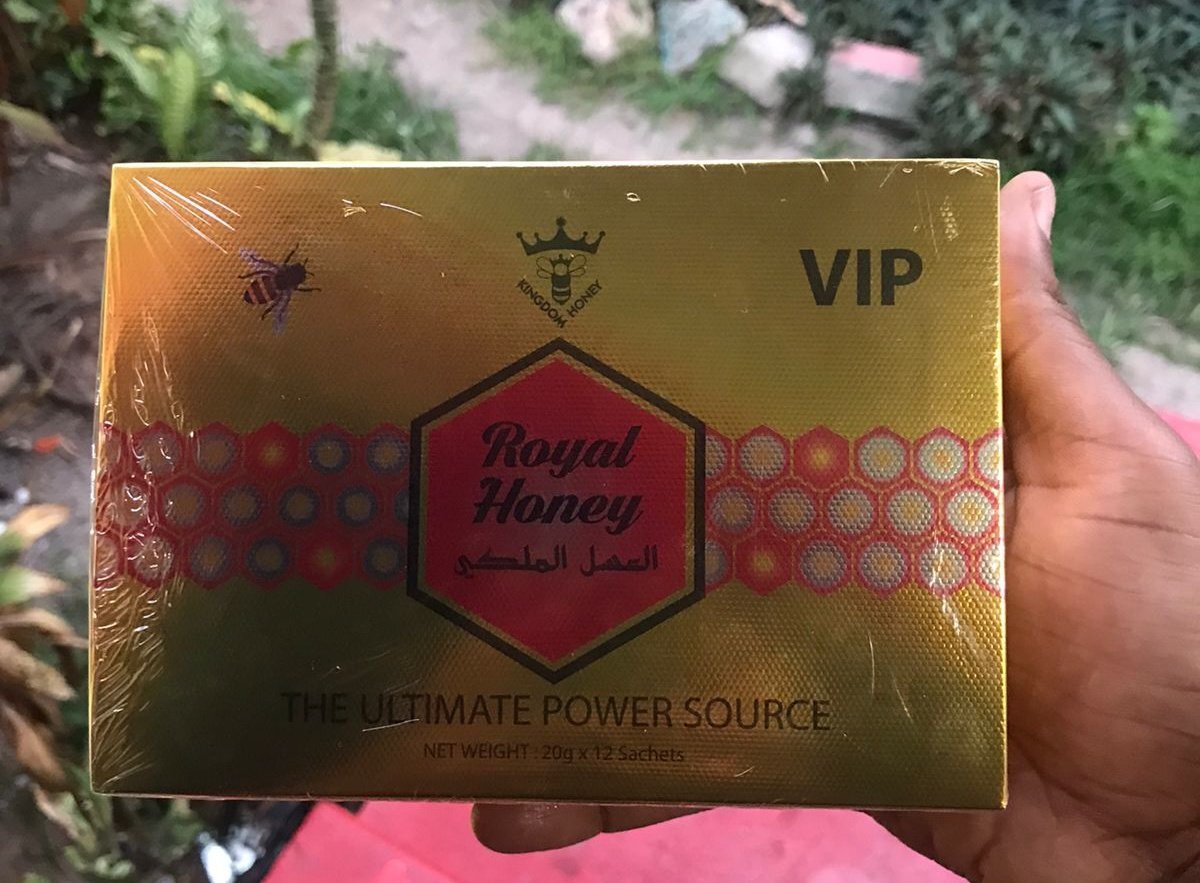 KINGDOM HONEY
VIP
Royal
Honey
العسل الملكي
THE ULTIMATE POWER SOURCE
NET WEIGHT : 20g x 12 Sachets